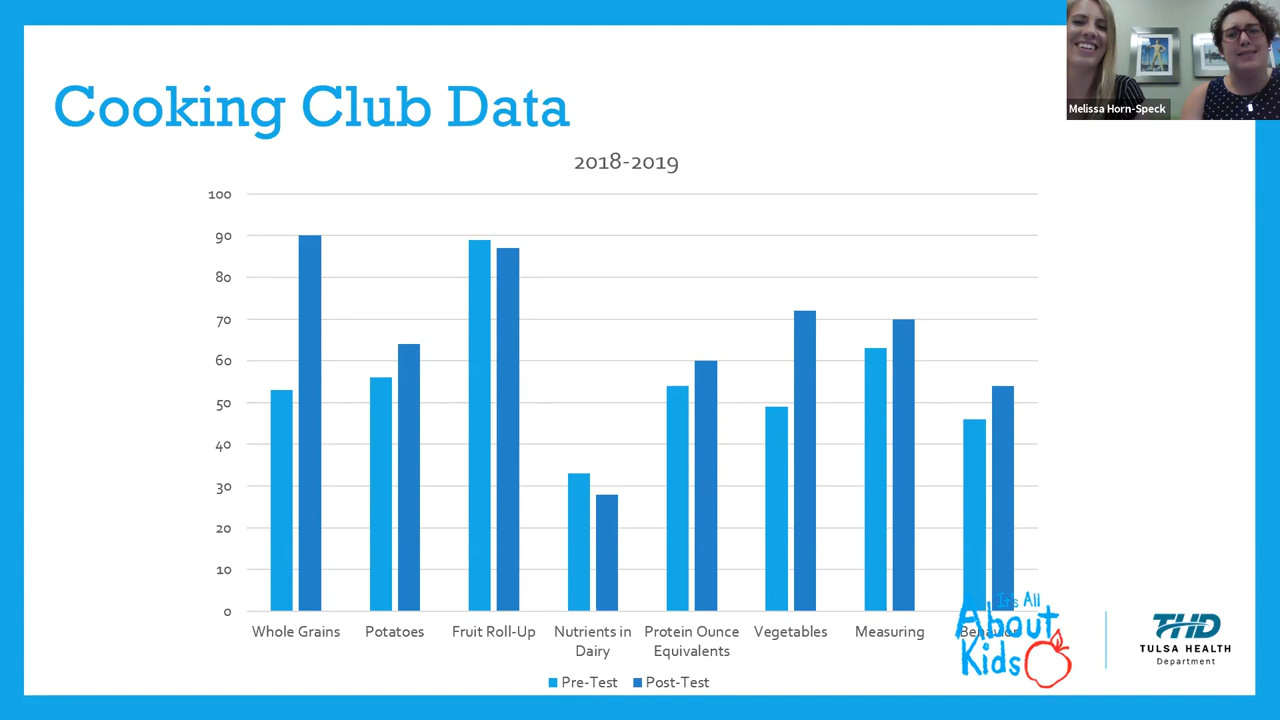 Melissa Horn-Speck
Cooking Club Data
2018-2019
100
90
80
70
60
50
40
30
20
10
0
Whole Grains
Potatoes
Fruit Roll-Up
Nutrients in
Dairy
Protein Ounce
Equivalents
Vegetables
Measuring
Behavior
Pre-Test
Post-Test
It's All
About
Kids
THD
TULSA HEALTH
Department